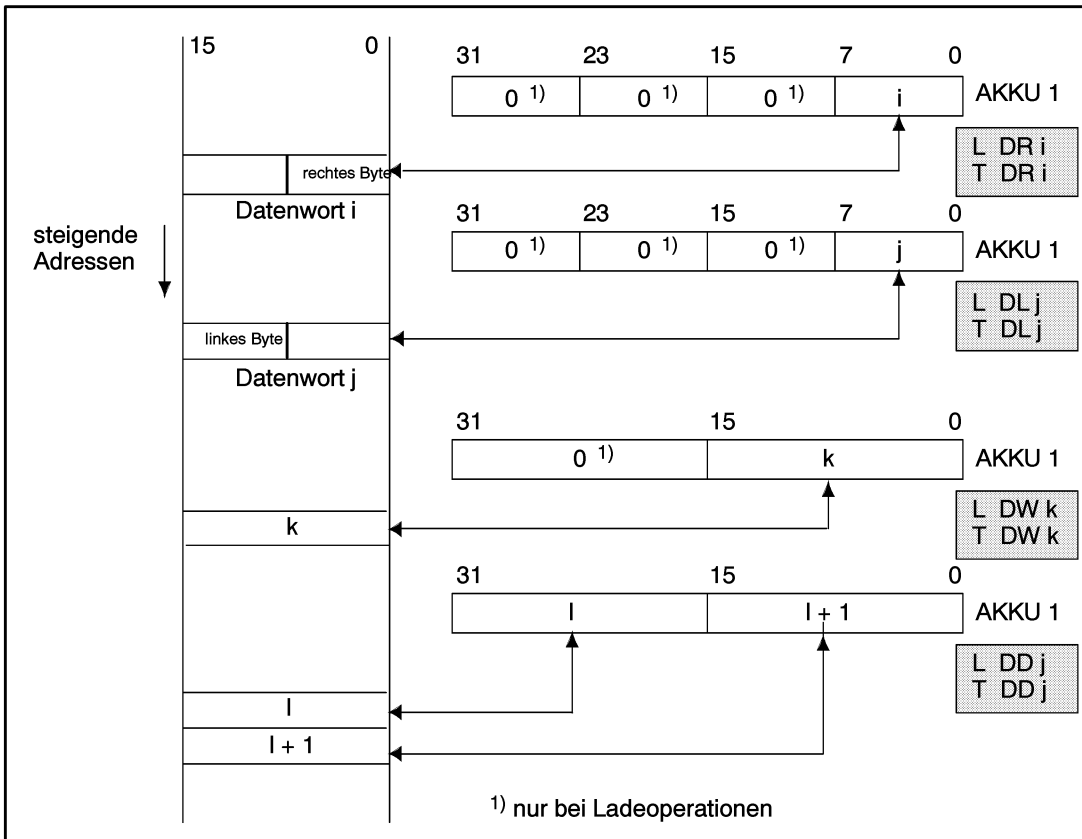 15 0
31 23 15 7 0
0 1) 0 1) 0 1) i AKKU 1
L DR i
T DR i
rechtes Byte
Datenwort i
31 23 15 7 0
steigende
Adressen
0 1) 0 1) 0 1) j AKKU 1
L DL j
T DL j
linkes Byte
Datenwort j
31 15 0
0 1) k AKKU 1
L DW k
T DW k
k
31 15 0
l l + 1 AKKU 1
L DD j
T DD j
l
l + 1
1) nur bei Ladeoperationen